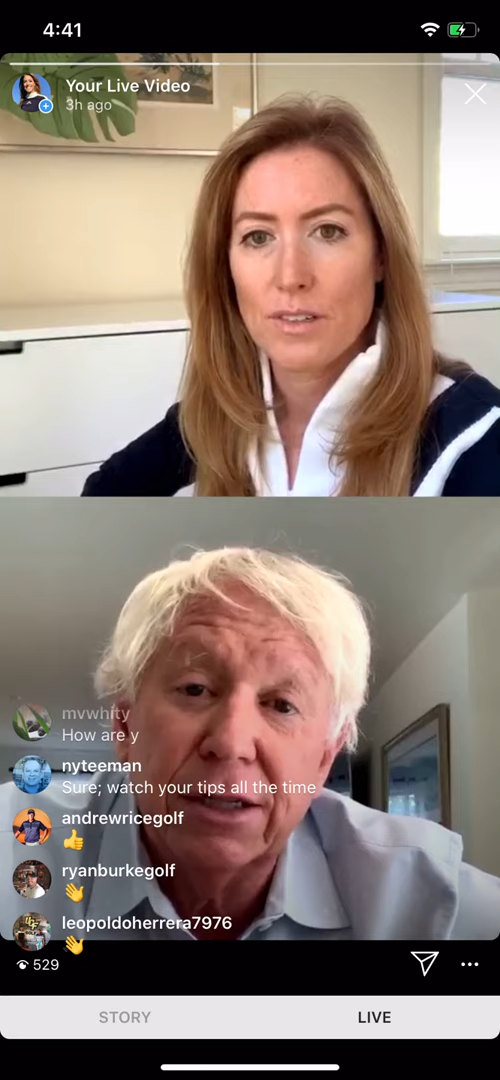 4:41
Your Live Video
3h ago
mvwhity
How are y
nyteeman
Sure; watch your tips all the time
andrewricegolf
👍
ryanburkegolf
👋
leopoldoherrera7976
👋
529
STORY
LIVE